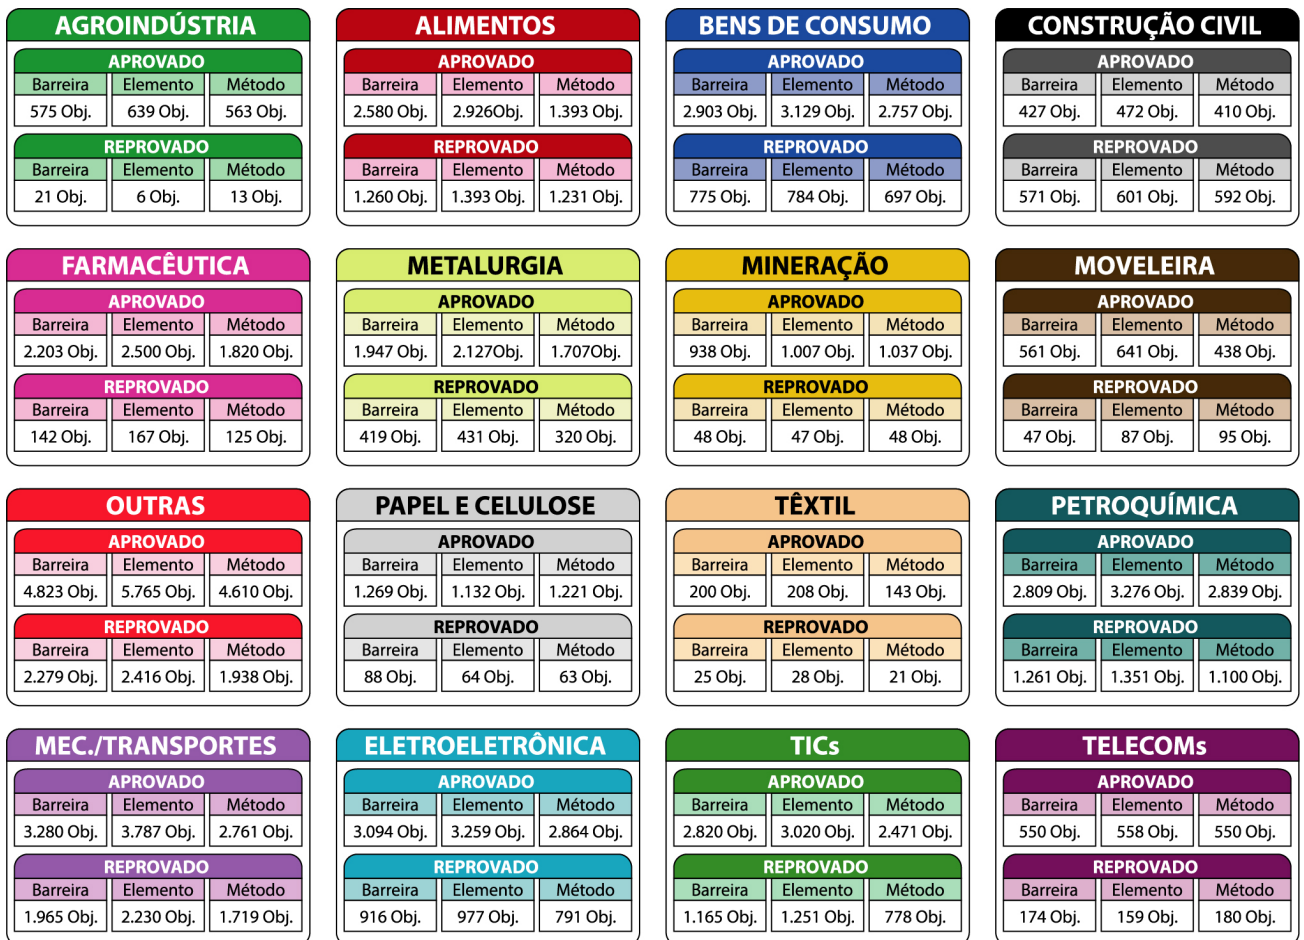 AGROINDÚSTRIA
APROVADO
Barreira Elemento Método
575 Obj. 639 Obj. 563 Obj.
REPROVADO
Barreira Elemento Método
21 Obj. 6 Obj. 13 Obj.
ALIMENTOS
APROVADO
Barreira Elemento Método
2.580 Obj. 2.926Obj. 1.393 Obj.
REPROVADO
Barreira Elemento Método
1.260 Obj. 1.393 Obj. 1.231 Obj.
BENS DE CONSUMO
APROVADO
Barreira Elemento Método
2.903 Obj. 3.129 Obj. 2.757 Obj.
REPROVADO
Barreira Elemento Método
775 Obj. 784 Obj. 697 Obj.
CONSTRUÇÃO CIVIL
APROVADO
Barreira Elemento Método
427 Obj. 472 Obj. 410 Obj.
REPROVADO
Barreira Elemento Método
571 Obj. 601 Obj. 592 Obj.
FARMACÊUTICA
APROVADO
Barreira Elemento Método
2.203 Obj. 2.500 Obj. 1.820 Obj.
REPROVADO
Barreira Elemento Método
142 Obj. 167 Obj. 125 Obj.
METALURGIA
APROVADO
Barreira Elemento Método
1.947 Obj. 2.127Obj. 1.707Obj.
REPROVADO
Barreira Elemento Método
419 Obj. 431 Obj. 320 Obj.
MINERAÇÃO
APROVADO
Barreira Elemento Método
938 Obj. 1.007 Obj. 1.037 Obj.
REPROVADO
Barreira Elemento Método
48 Obj. 47 Obj. 48 Obj.
MOVELEIRA
APROVADO
Barreira Elemento Método
561 Obj. 641 Obj. 438 Obj.
REPROVADO
Barreira Elemento Método
47 Obj. 87 Obj. 95 Obj.
OUTRAS
APROVADO
Barreira Elemento Método
4.823 Obj. 5.765 Obj. 4.610 Obj.
REPROVADO
Barreira Elemento Método
2.279 Obj. 2.416 Obj. 1.938 Obj.
PAPEL E CELULOSE
APROVADO
Barreira Elemento Método
1.269 Obj. 1.132 Obj. 1.221 Obj.
REPROVADO
Barreira Elemento Método
88 Obj. 64 Obj. 63 Obj.
TÊXTIL
APROVADO
Barreira Elemento Método
200 Obj. 208 Obj. 143 Obj.
REPROVADO
Barreira Elemento Método
25 Obj. 28 Obj. 21 Obj.
PETROQUÍMICA
APROVADO
Barreira Elemento Método
2.809 Obj. 3.276 Obj. 2.839 Obj.
REPROVADO
Barreira Elemento Método
1.261 Obj. 1.351 Obj. 1.100 Obj.
MEC./TRANSPORTES
APROVADO
Barreira Elemento Método
3.280 Obj. 3.787 Obj. 2.761 Obj.
REPROVADO
Barreira Elemento Método
1.965 Obj. 2.230 Obj. 1.719 Obj.
ELETROELETRÔNICA
APROVADO
Barreira Elemento Método
3.094 Obj. 3.259 Obj. 2.864 Obj.
REPROVADO
Barreira Elemento Método
916 Obj. 977 Obj. 791 Obj.
TICs
APROVADO
Barreira Elemento Método
2.820 Obj. 3.020 Obj. 2.471 Obj.
REPROVADO
Barreira Elemento Método
1.165 Obj. 1.251 Obj. 778 Obj.
TELECOMs
APROVADO
Barreira Elemento Método
550 Obj. 558 Obj. 550 Obj.
REPROVADO
Barreira Elemento Método
174 Obj. 159 Obj. 180 Obj.